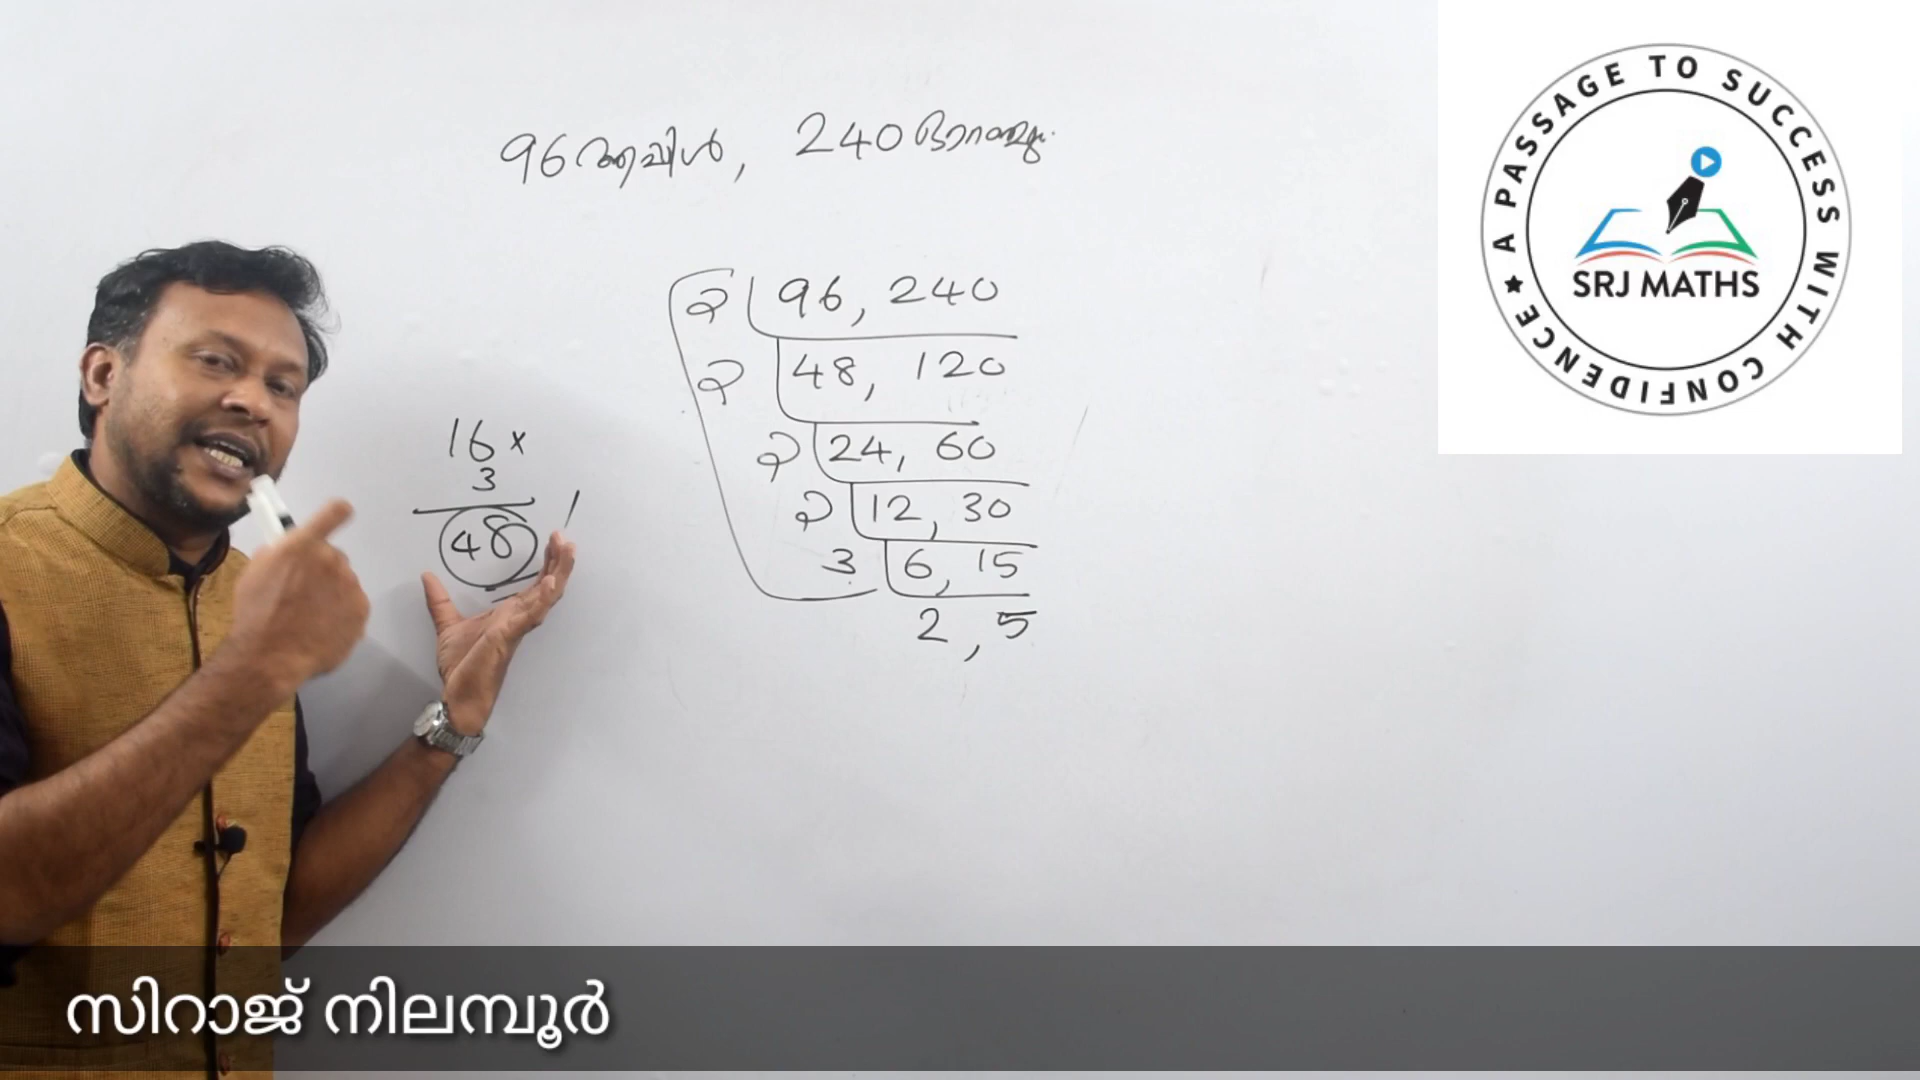 96 ആപ്പിൾ, 240 ഓറഞ്ചും.
2 96, 240
2 48, 120
2 24, 60
2 12, 30
3 6, 15
2, 5
16 ×
3
48
A PASSAGE TO SUCCESS WITH CONFIDENCE ★
SRJ MATHS
സിറാജ് നിലമ്പൂർ